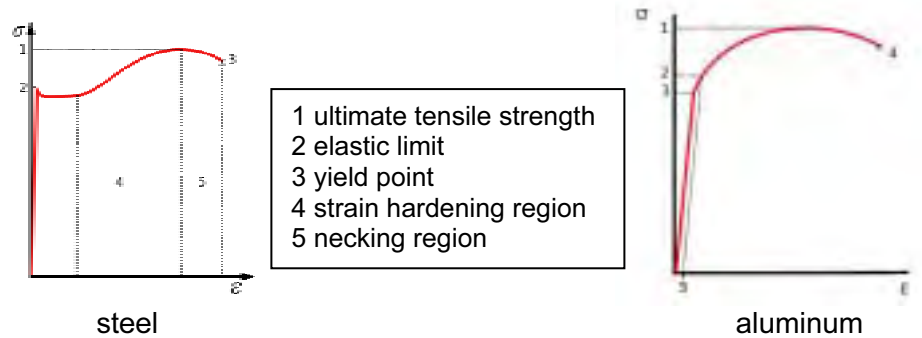 σ
1
2
3
4
5
ε
steel
1 ultimate tensile strength
2 elastic limit
3 yield point
4 strain hardening region
5 necking region
σ
1
2
3
4
5
ε
aluminum